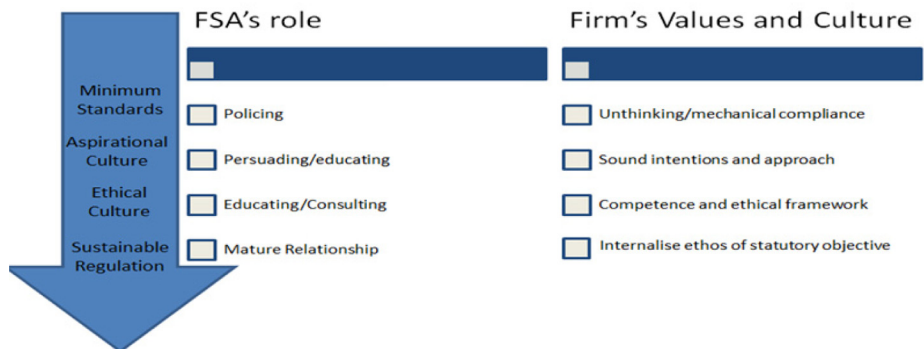 FSA's role
Firm's Values and Culture
Minimum
Standards
Policing
Unthinking/mechanical compliance
Aspirational
Culture
Persuading/educating
Sound intentions and approach
Ethical
Culture
Educating/Consulting
Competence and ethical framework
Sustainable
Regulation
Mature Relationship
Internalise ethos of statutory objective